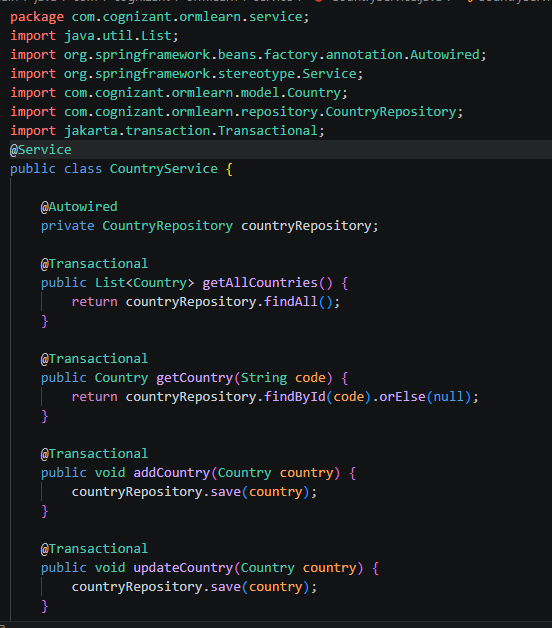 package com.cognizant.ormlearn.service;
import java.util.List;
import org.springframework.beans.factory.annotation.Autowired;
import org.springframework.stereotype.Service;
import com.cognizant.ormlearn.model.Country;
import com.cognizant.ormlearn.repository.CountryRepository;
import jakarta.transaction.Transactional;
@Service
public class CountryService {
@Autowired
private CountryRepository countryRepository;
@Transactional
public List<Country> getAllCountries() {
return countryRepository.findAll();
}
@Transactional
public Country getCountry(String code) {
return countryRepository.findById(code).orElse(null);
}
@Transactional
public void addCountry(Country country) {
countryRepository.save(country);
}
@Transactional
public void updateCountry(Country country) {
countryRepository.save(country);
}